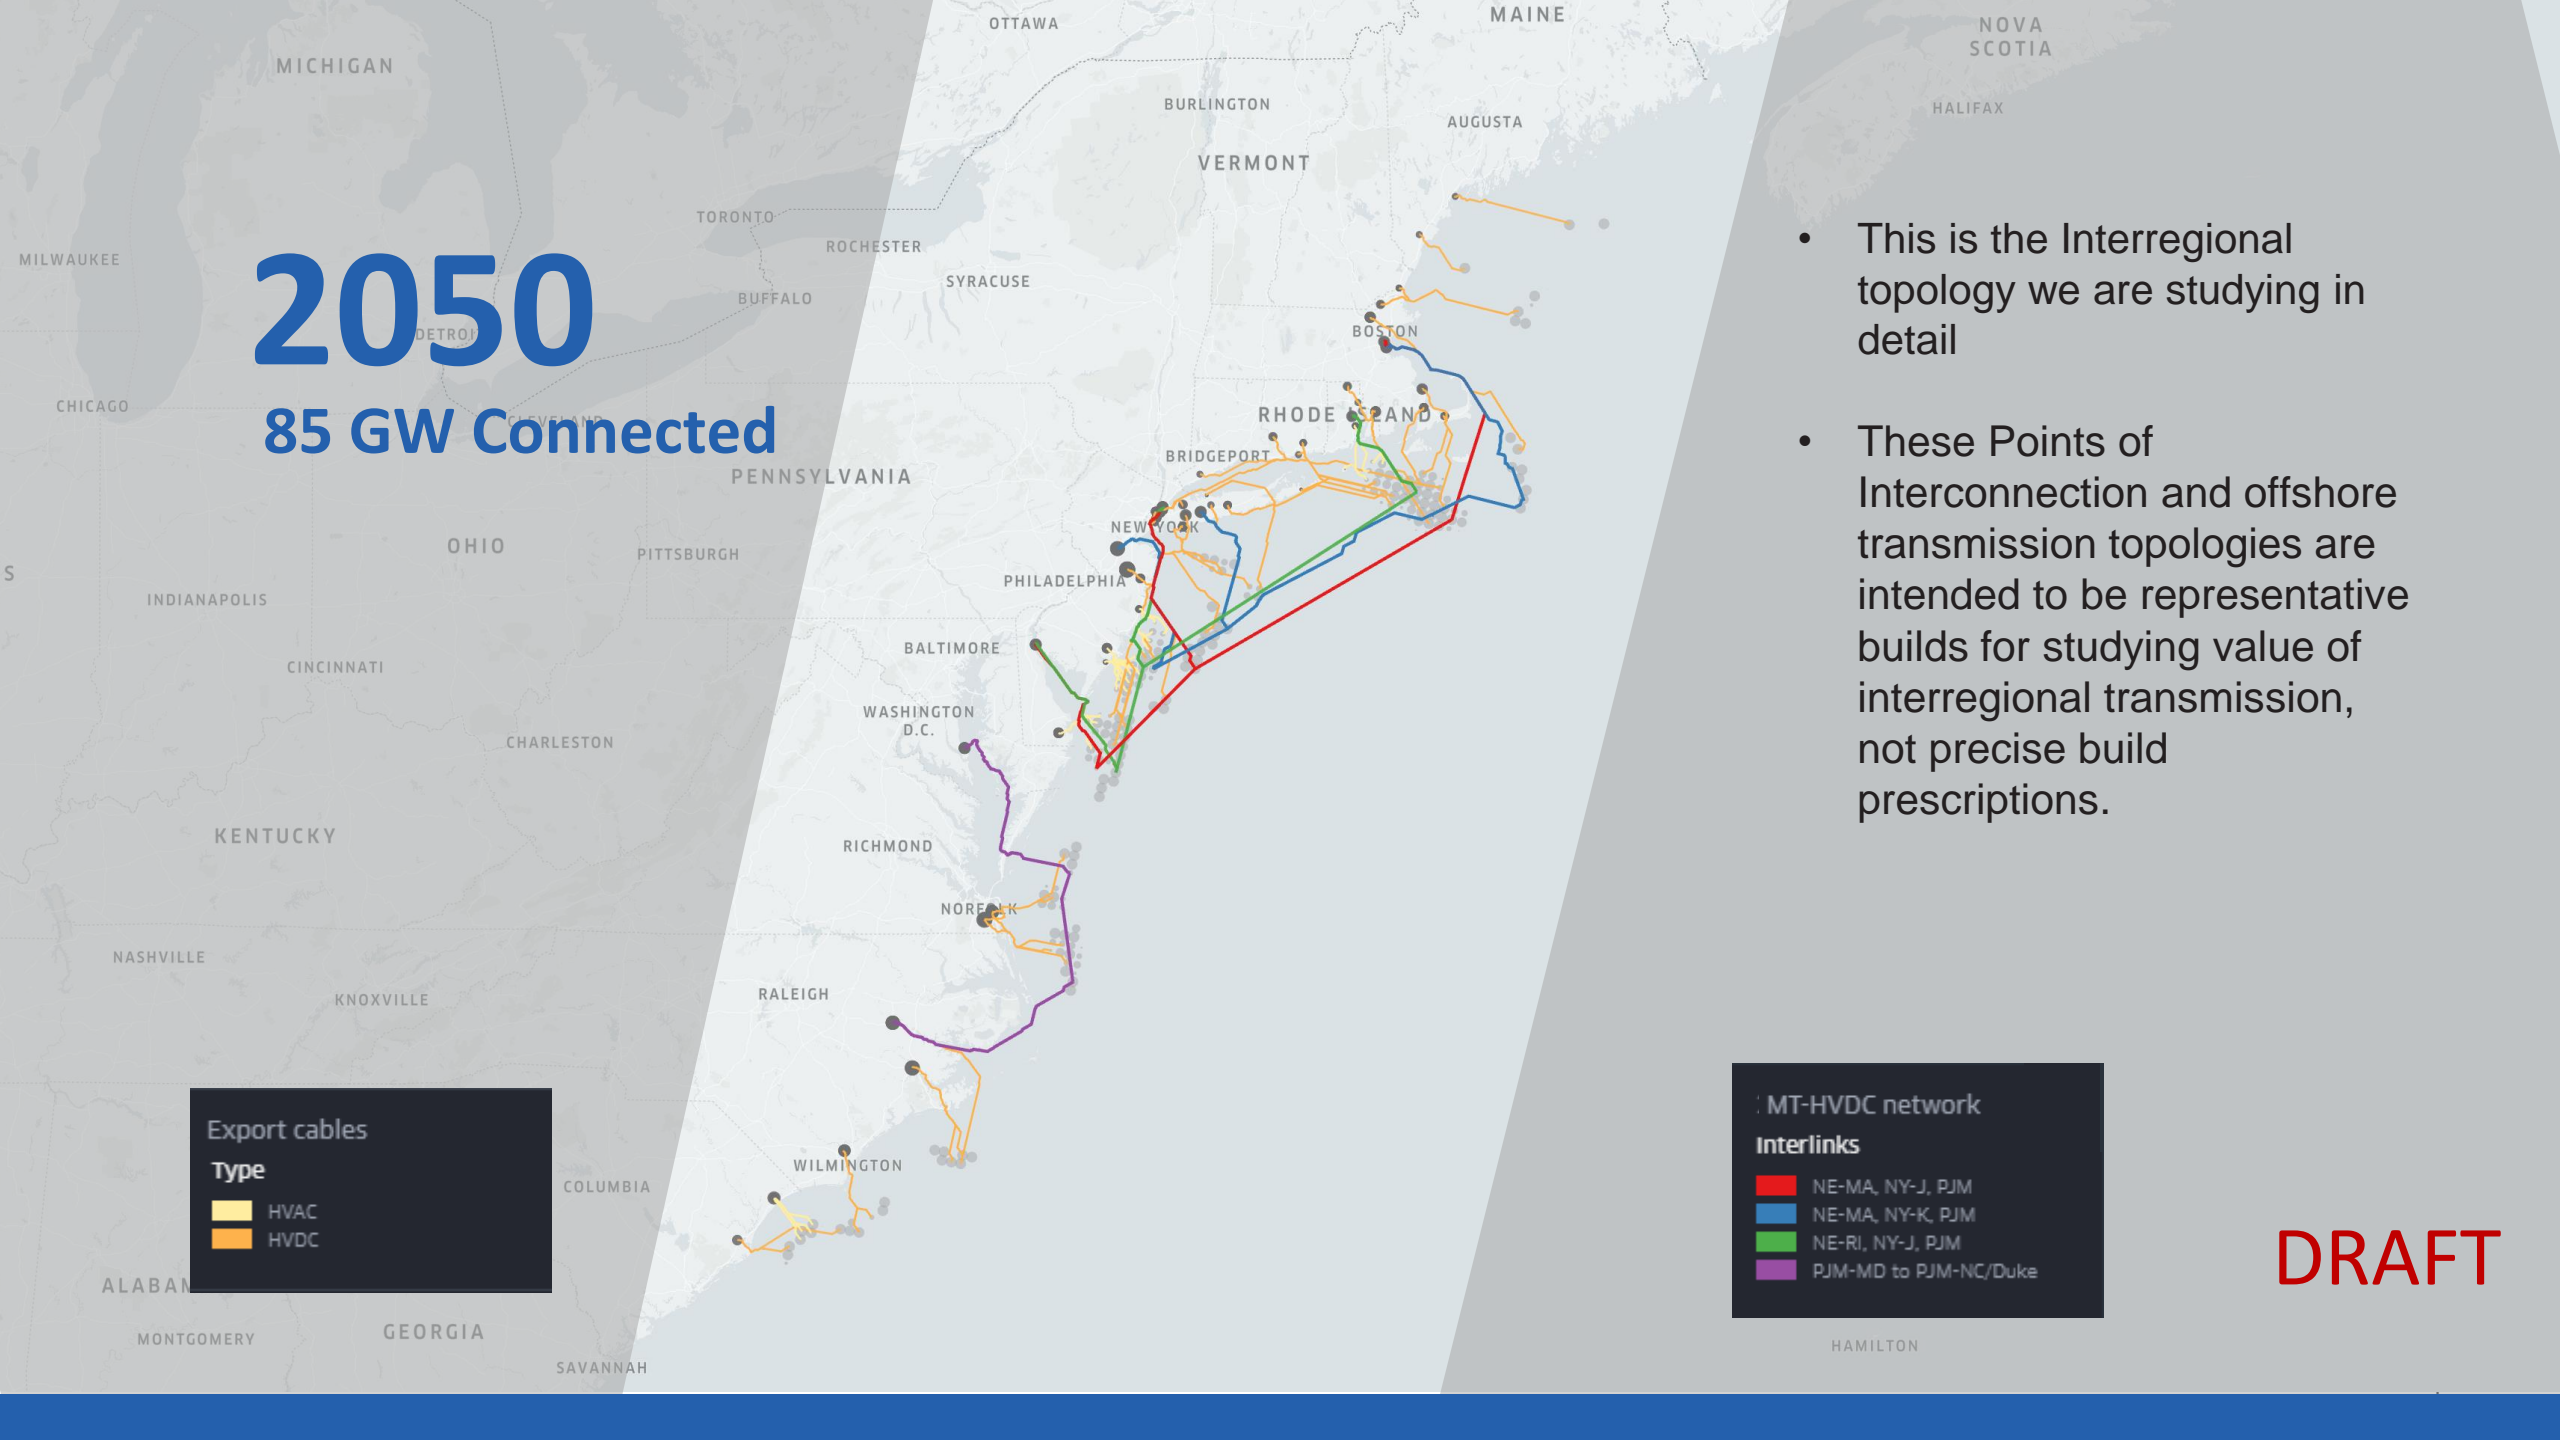 OTTAWA
MAINE
NOVA
SCOTIA
MICHIGAN
BURLINGTON
HALIFAX
AUGUSTA
VERMONT
TORONTO
ROCHESTER
MILWAUKEE
SYRACUSE
BUFFALO
2050
DETROI
BOSTON
CHICAGO
CLEVELAND
85 GW Connected
RHODE ISLAND
BRIDGEPORT
PENNSYLVANIA
NEW YORK
OHIO
PITTSBURGH
S
PHILADELPHIA
INDIANAPOLIS
BALTIMORE
CINCINNATI
WASHINGTON
D.C.
CHARLESTON
KENTUCKY
RICHMOND
NORFOLK
NASHVILLE
RALEIGH
KNOXVILLE
WILMINGTON
COLUMBIA
ALABAM
MONTGOMERY
GEORGIA
SAVANNAH
HAMILTON
• This is the Interregional
topology we are studying in
detail
• These Points of
Interconnection and offshore
transmission topologies are
intended to be representative
builds for studying value of
interregional transmission,
not precise build
prescriptions.
Export cables
Type
HVAC
HVDC
MT-HVDC network
Interlinks
NE-MA, NY-J, PJM
NE-MA, NY-K, PJM
NE-RI, NY-J, PJM
PJM-MD to PJM-NC/Duke
DRAFT